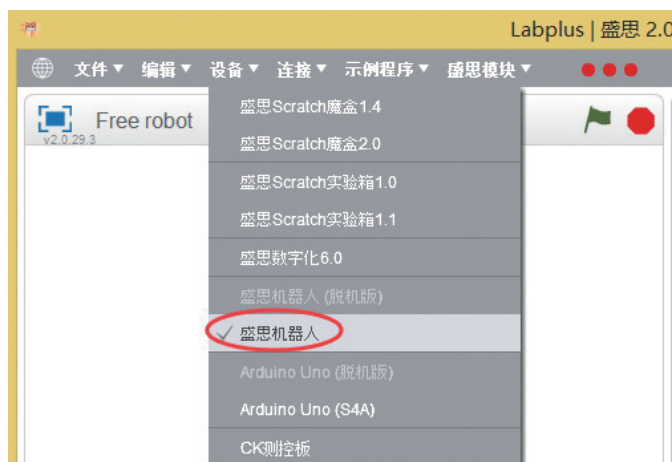 Labplus | 盛思 2.0
文件 编辑 设备 连接 示例程序 盛思模块
Free robot
v2.0.29.3
盛思Scratch魔盒1.4
盛思Scratch魔盒2.0
盛思Scratch实验箱1.0
盛思Scratch实验箱1.1
盛思数字化6.0
盛思机器人 (脱机版)
盛思机器人
Arduino Uno (脱机版)
Arduino Uno (S4A)
CK测控板